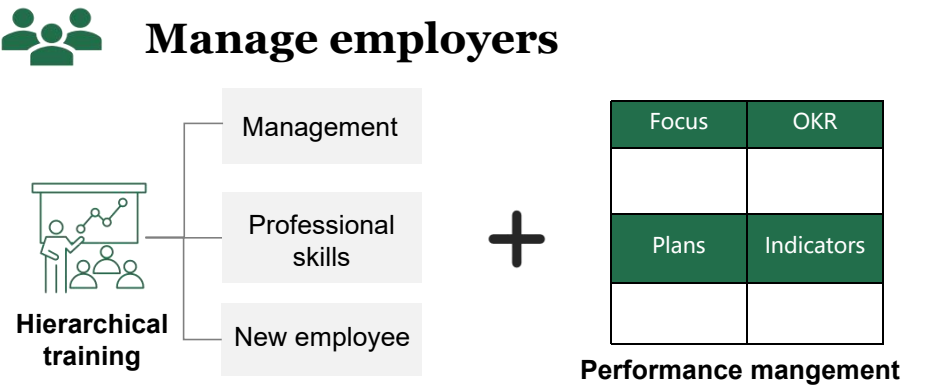 Manage employers
Management
Professional
skills
New employee
Hierarchical
training
Focus
OKR
Plans
Indicators
Performance mangement